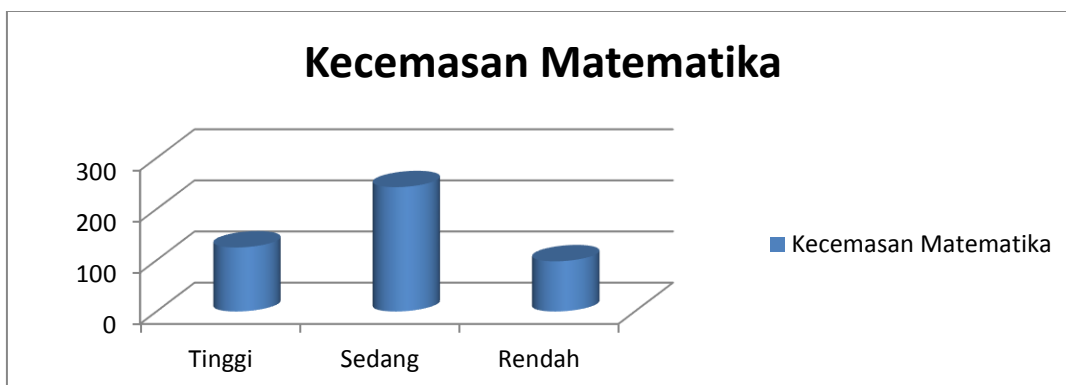 Kecemasan Matematika
300
200
100
0
Tinggi
Sedang
Rendah
Kecemasan Matematika